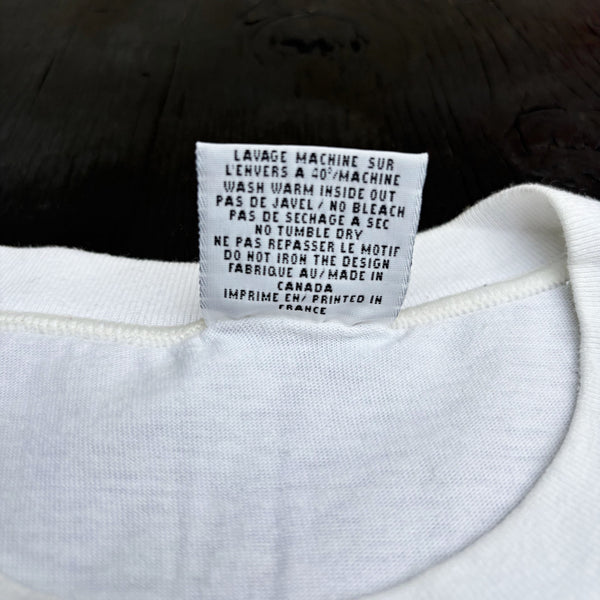 LAVAGE MACHINE SUR
L'ENVERS A 40°/MACHINE
WASH WARM INSIDE OUT
PAS DE JAVEL / NO BLEACH
PAS DE SECHAGE A SEC
NO TUMBLE DRY
NE PAS REPASSER LE MOTIF
DO NOT IRON THE DESIGN
FABRIQUE AU/MADE IN
CANADA
IMPRIME EN/ PRINTED IN
FRANCE